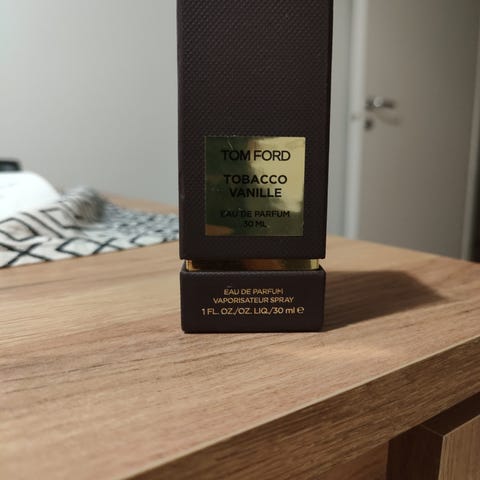 TOM FORD
TOBACCO
VANILLE
EAU DE PARFUM
30 ML
EAU DE PARFUM
VAPORISATEUR SPRAY
1 FL. OZ./OZ. LIQ./30 ml e